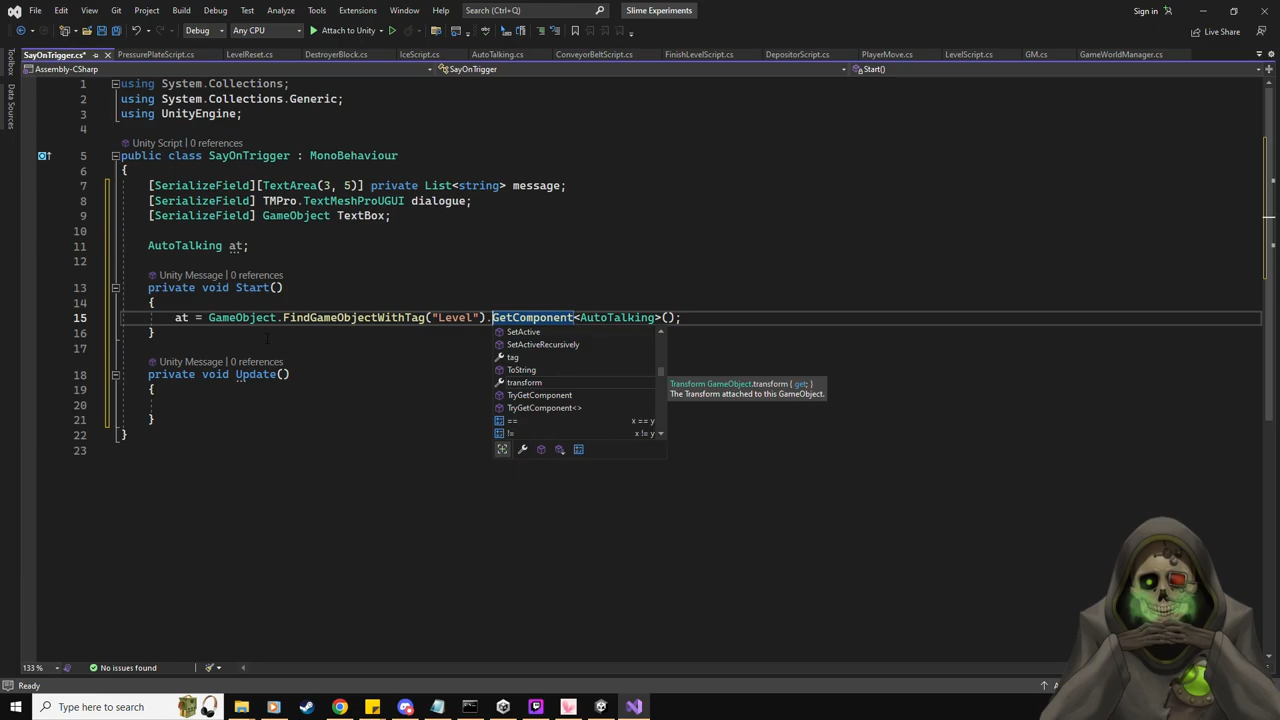 File Edit View Git Project Build Debug Test Analyze Tools Extensions Window Help Search (Ctrl+Q) Slime Experiments Sign in
Debug Any CPU Attach to Unity Live Share
SayOnTrigger.cs* PressurePlateScript.cs LevelReset.cs DestroyerBlock.cs IceScript.cs AutoTalking.cs ConveyorBeltScript.cs FinishLevelScript.cs DepositorScript.cs PlayerMove.cs LevelScript.cs GM.cs GameWorldManager.cs
Toolbox
Data Sources
Assembly-CSharp SayOnTrigger Start()
1 using System.Collections;
2 using System.Collections.Generic;
3 using UnityEngine;
4
Unity Script | 0 references
5 public class SayOnTrigger : MonoBehaviour
6 {
7 [SerializeField][TextArea(3, 5)] private List<string> message;
8 [SerializeField] TMPro.TextMeshProUGUI dialogue;
9 [SerializeField] GameObject TextBox;
10
11 AutoTalking at;
12
Unity Message | 0 references
13 private void Start()
14 {
15 at = GameObject.FindGameObjectWithTag("Level").GetComponent<AutoTalking>();
SetActive
16 }
SetActiveRecursively
17
tag
Unity Message | 0 references
ToString
18 private void Update()
transform
Transform GameObject.transform { get; }
The Transform attached to this GameObject.
19 {
TryGetComponent
20
TryGetComponent<>
21 }
== x == y
22 }
!= x != y
23
133 % No issues found
Ready
Type here to search